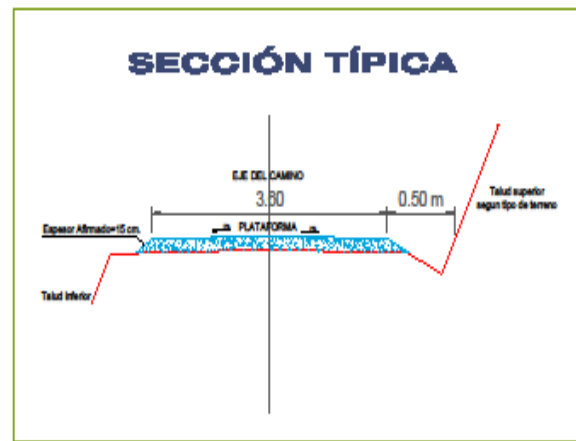 SECCIÓN TÍPICA
EJE DEL CAMINO
3.60
0.50 m
Talud superior
segun tipo de terreno
Espesor Afirmado=15 cm.
PLATAFORMA
Talud inferior